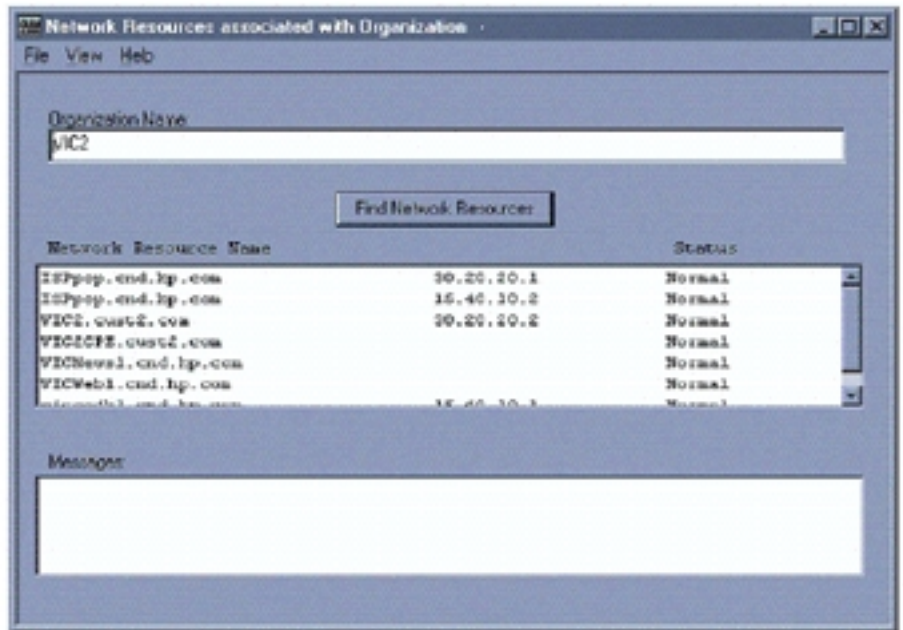 Network Resources associated with Organization
File View Help
Organization Name:
VIC2
Find Network Resources
Network Resource Name Status
ISPpop.cnd.hp.com 30.20.20.1 Normal
ISPpop.cnd.hp.com 15.40.10.2 Normal
VIC2.cust2.com 30.20.20.2 Normal
VIC2CPE.cust2.com Normal
VICNews1.cnd.hp.com Normal
VICWeb1.cnd.hp.com Normal
Normal
Messages: